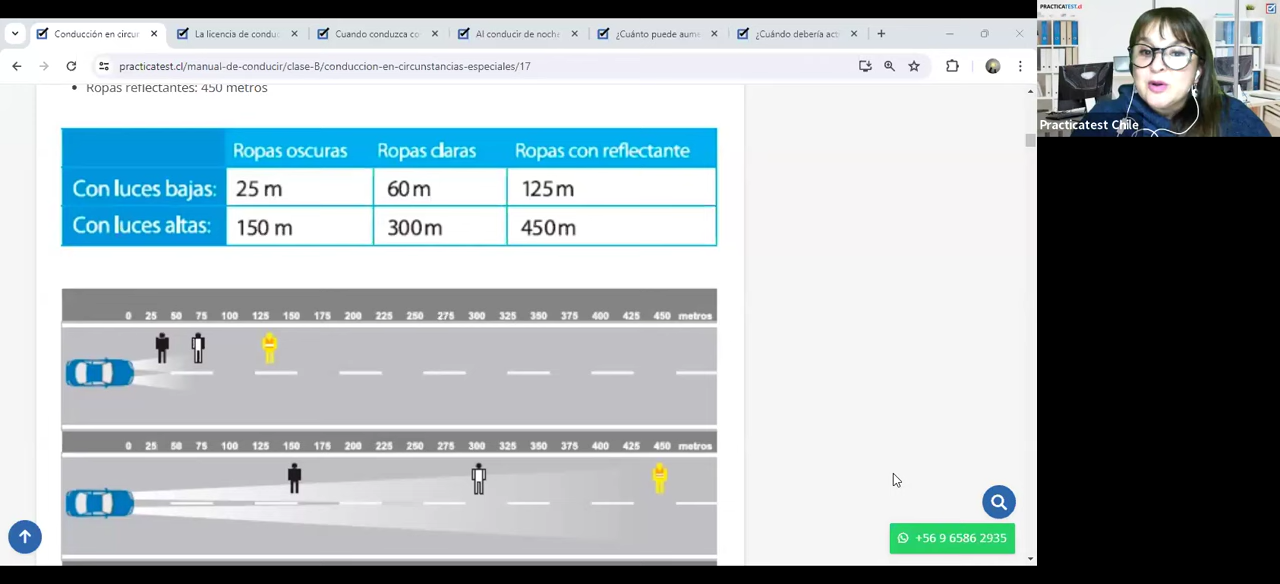 Conducción en circur
La licencia de conduc
Cuando conduzca co
Al conducir de noche
¿Cuánto puede aume
¿Cuándo debería act
practicatest.cl/manual-de-conducir/clase-B/conduccion-en-circunstancias-especiales/17
PRACTICATEST.cl
Practicatest Chile
Ropas reflectantes: 450 metros
Ropas oscuras Ropas claras Ropas con reflectante
Con luces bajas: 25 m 60 m 125 m
Con luces altas: 150 m 300 m 450 m
0 25 50 75 100 125 150 175 200 225 250 275 300 325 350 375 400 425 450 metros
0 25 50 75 100 125 150 175 200 225 250 275 300 325 350 375 400 425 450 metros
+56 9 6586 2935